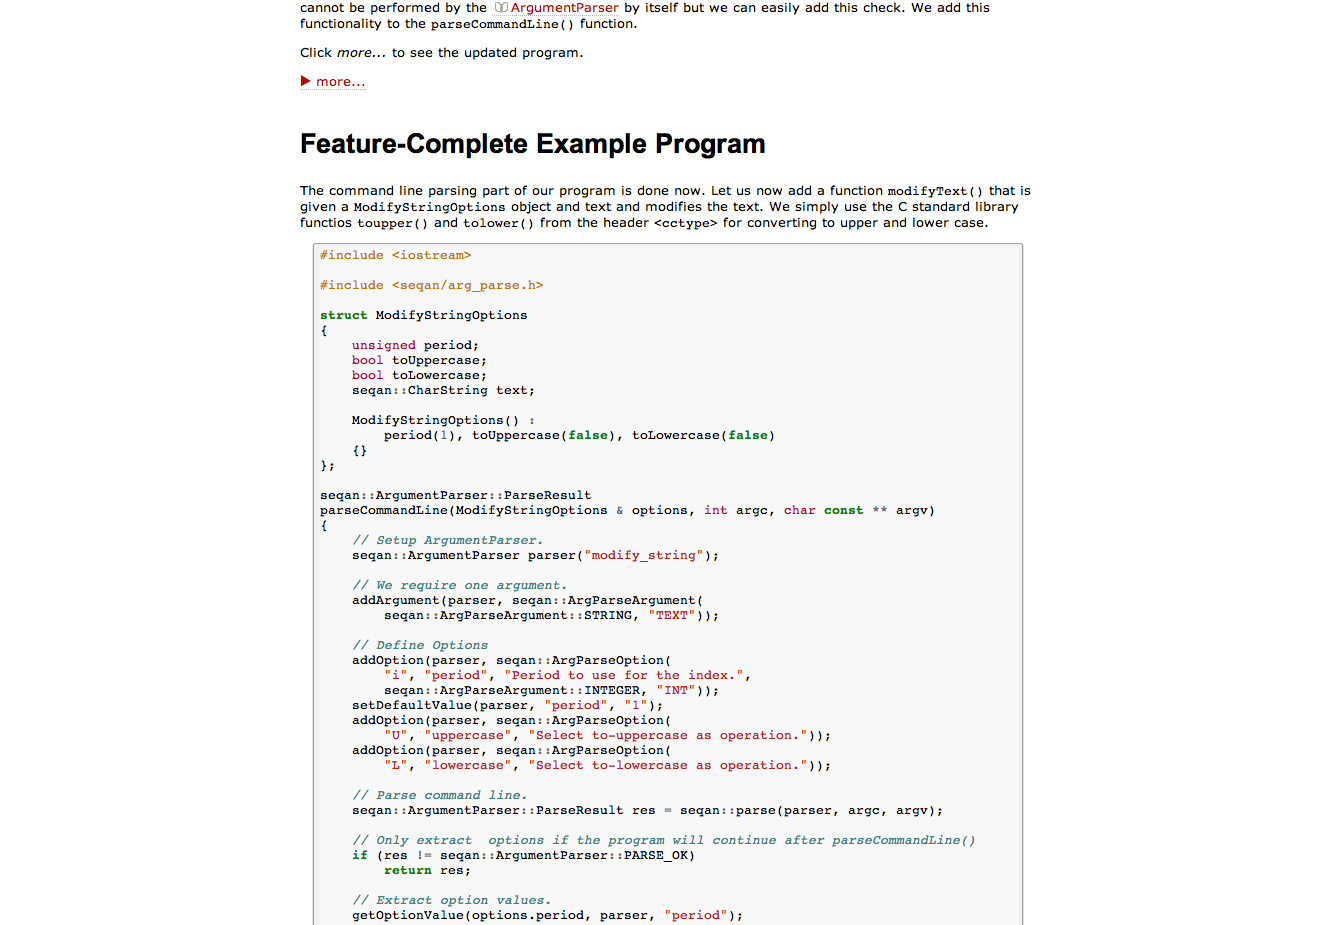 cannot be performed by the ArgumentParser by itself but we can easily add this check. We add this
functionality to the parseCommandLine() function.
Click more... to see the updated program.
▶ more...
Feature-Complete Example Program
The command line parsing part of our program is done now. Let us now add a function modifyText() that is
given a ModifyStringOptions object and text and modifies the text. We simply use the C standard library
functios toupper() and tolower() from the header <cctype> for converting to upper and lower case.
#include <iostream>
#include <seqan/arg_parse.h>
struct ModifyStringOptions
{
    unsigned period;
    bool toUppercase;
    bool toLowercase;
    seqan::CharString text;
    ModifyStringOptions() :
        period(1), toUppercase(false), toLowercase(false)
    {}
};
seqan::ArgumentParser::ParseResult
parseCommandLine(ModifyStringOptions & options, int argc, char const ** argv)
{
    // Setup ArgumentParser.
    seqan::ArgumentParser parser("modify_string");
    // We require one argument.
    addArgument(parser, seqan::ArgParseArgument(
        seqan::ArgParseArgument::STRING, "TEXT"));
    // Define Options
    addOption(parser, seqan::ArgParseOption(
        "i", "period", "Period to use for the index.",
        seqan::ArgParseArgument::INTEGER, "INT"));
    setDefaultValue(parser, "period", "1");
    addOption(parser, seqan::ArgParseOption(
        "U", "uppercase", "Select to-uppercase as operation."));
    addOption(parser, seqan::ArgParseOption(
        "L", "lowercase", "Select to-lowercase as operation."));
    // Parse command line.
    seqan::ArgumentParser::ParseResult res = seqan::parse(parser, argc, argv);
    // Only extract  options if the program will continue after parseCommandLine()
    if (res != seqan::ArgumentParser::PARSE_OK)
        return res;
    // Extract option values.
    getOptionValue(options.period, parser, "period");